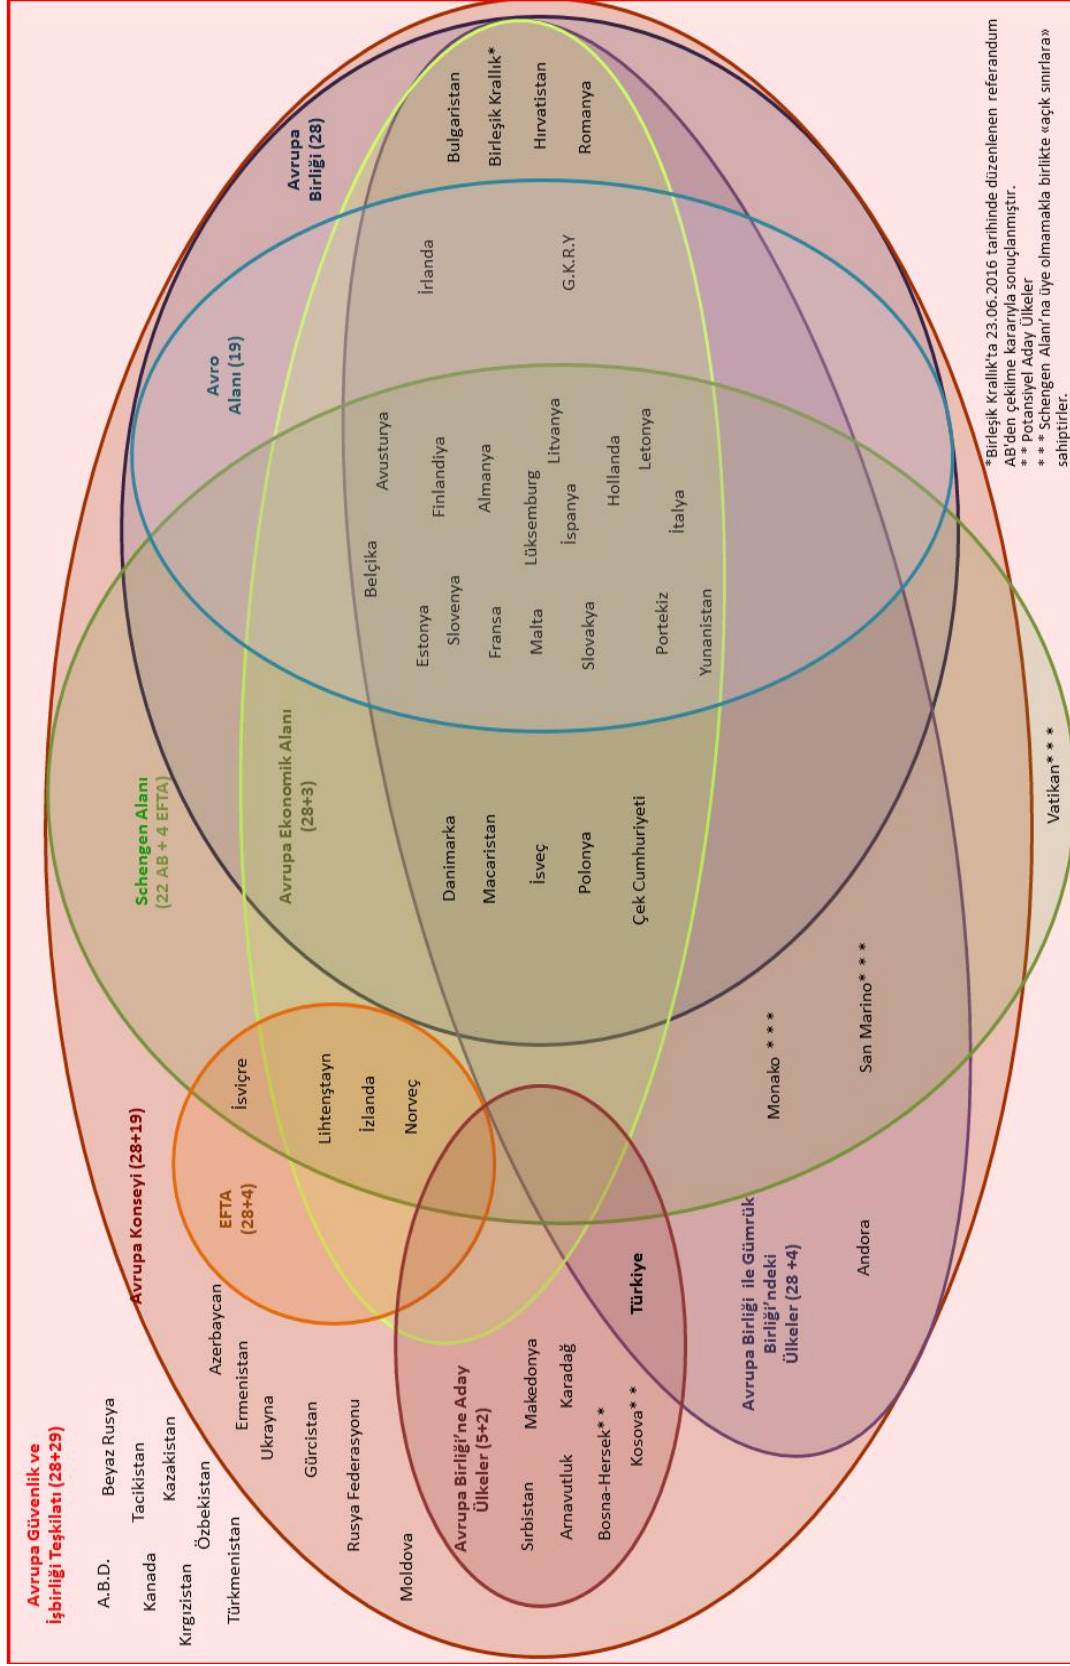 Avrupa Güvenlik ve
İşbirliği Teşkilatı (28+29)
A.B.D.
Beyaz Rusya
Tacikistan
Kanada
Kazakistan
Kırgızistan
Özbekistan
Türkmenistan
Avrupa Konseyi (28+19)
Azerbaycan
Ermenistan
Ukrayna
Gürcistan
Rusya Federasyonu
Moldova
EFTA
(28+4)
İsviçre
Lihtenştayn
İzlanda
Norveç
Schengen Alanı
(22 AB + 4 EFTA)
Avrupa Ekonomik Alanı
(28+3)
Avro
Alanı (19)
Avrupa
Birliği (28)
Avrupa Birliği'ne Aday
Ülkeler (5+2)
Sırbistan
Makedonya
Arnavutluk
Karadağ
Bosna-Hersek* *
Kosova* *
Türkiye
Danimarka
Macaristan
İsveç
Polonya
Çek Cumhuriyeti
Belçika
Avusturya
Estonya
Finlandiya
Slovenya
Almanya
Fransa
Lüksemburg
Malta
Litvanya
İspanya
Slovakya
Hollanda
Letonya
Portekiz
İtalya
Yunanistan
İrlanda
G.K.R.Y
Bulgaristan
Birleşik Krallık*
Hırvatistan
Romanya
Avrupa Birliği ile Gümrük
Birliği'ndeki
Ülkeler (28 +4)
Monako * * *
San Marino* * *
Andora
Vatikan* * *
*Birleşik Krallık'ta 23.06.2016 tarihinde düzenlenen referandum
AB'den çekilme kararıyla sonuçlanmıştır.
* * Potansiyel Aday Ülkeler
* * * Schengen Alanı'na üye olmamakla birlikte «açık sınırlara»
sahiptirler.